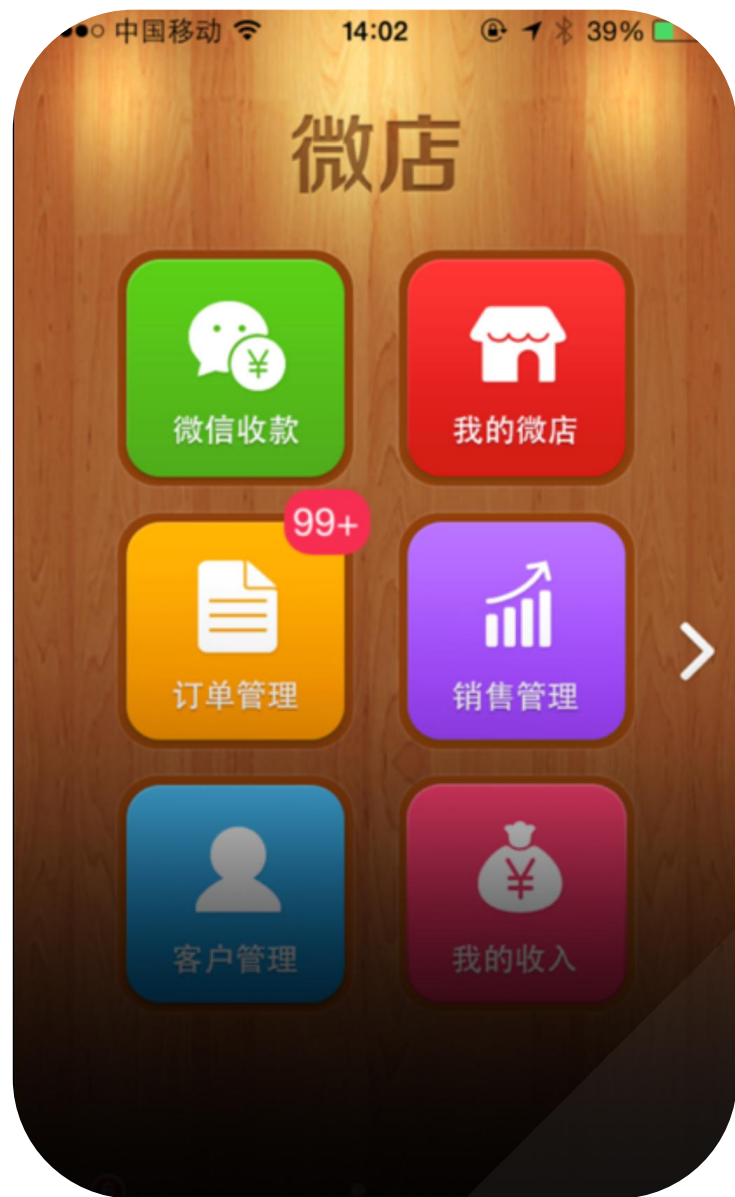 中国移动 14:02 39%
微店
¥
微信收款 我的微店
99+
订单管理 销售管理
¥
客户管理 我的收入